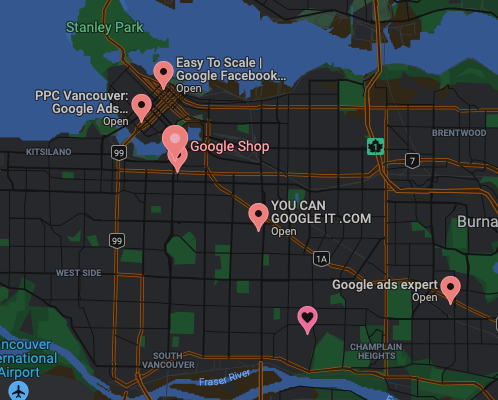 Stanley Park
Easy To Scale |
Google Facebook...
Open
PPC Vancouver:
Google Ads...
Open
Google Shop
BRENTWOOD
KITSILANO
99
1
7
YOU CAN
GOOGLE IT .COM
Open
Burna
99
1A
WEST SIDE
Google ads expert
Open
ncouver
ernational
Airport
SOUTH
VANCOUVER
CHAMPLAIN
HEIGHTS
Fraser River